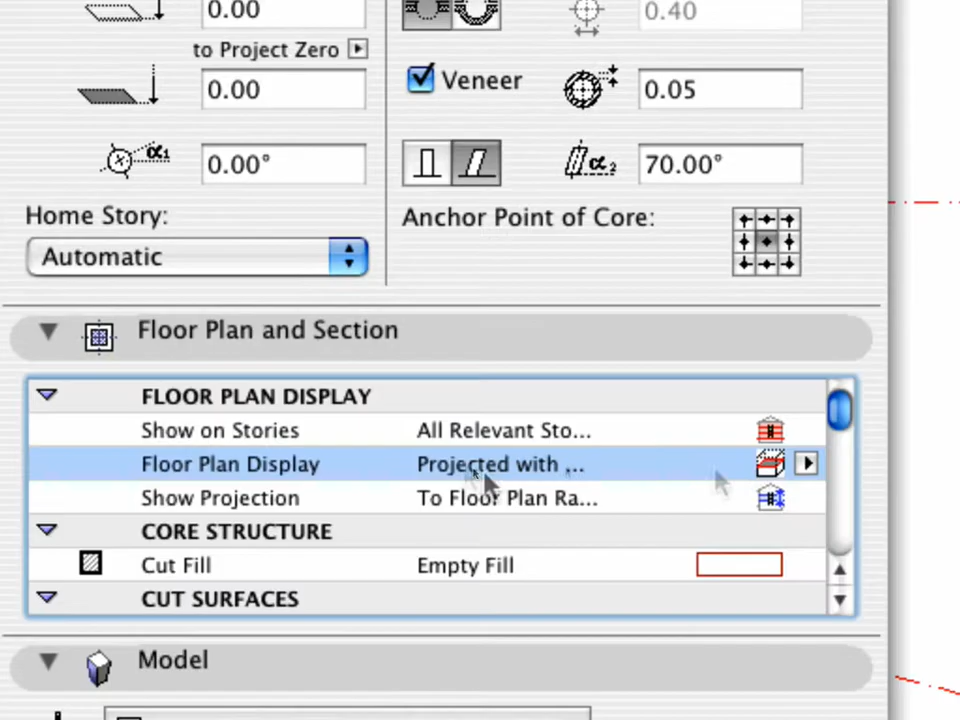 0.00
0.40
to Project Zero
0.00
Veneer
0.05
α1
0.00°
α2
70.00°
Home Story:
Anchor Point of Core:
Automatic
Floor Plan and Section
FLOOR PLAN DISPLAY
Show on Stories All Relevant Sto...
Floor Plan Display Projected with ...
Show Projection To Floor Plan Ra...
CORE STRUCTURE
Cut Fill Empty Fill
CUT SURFACES
Model